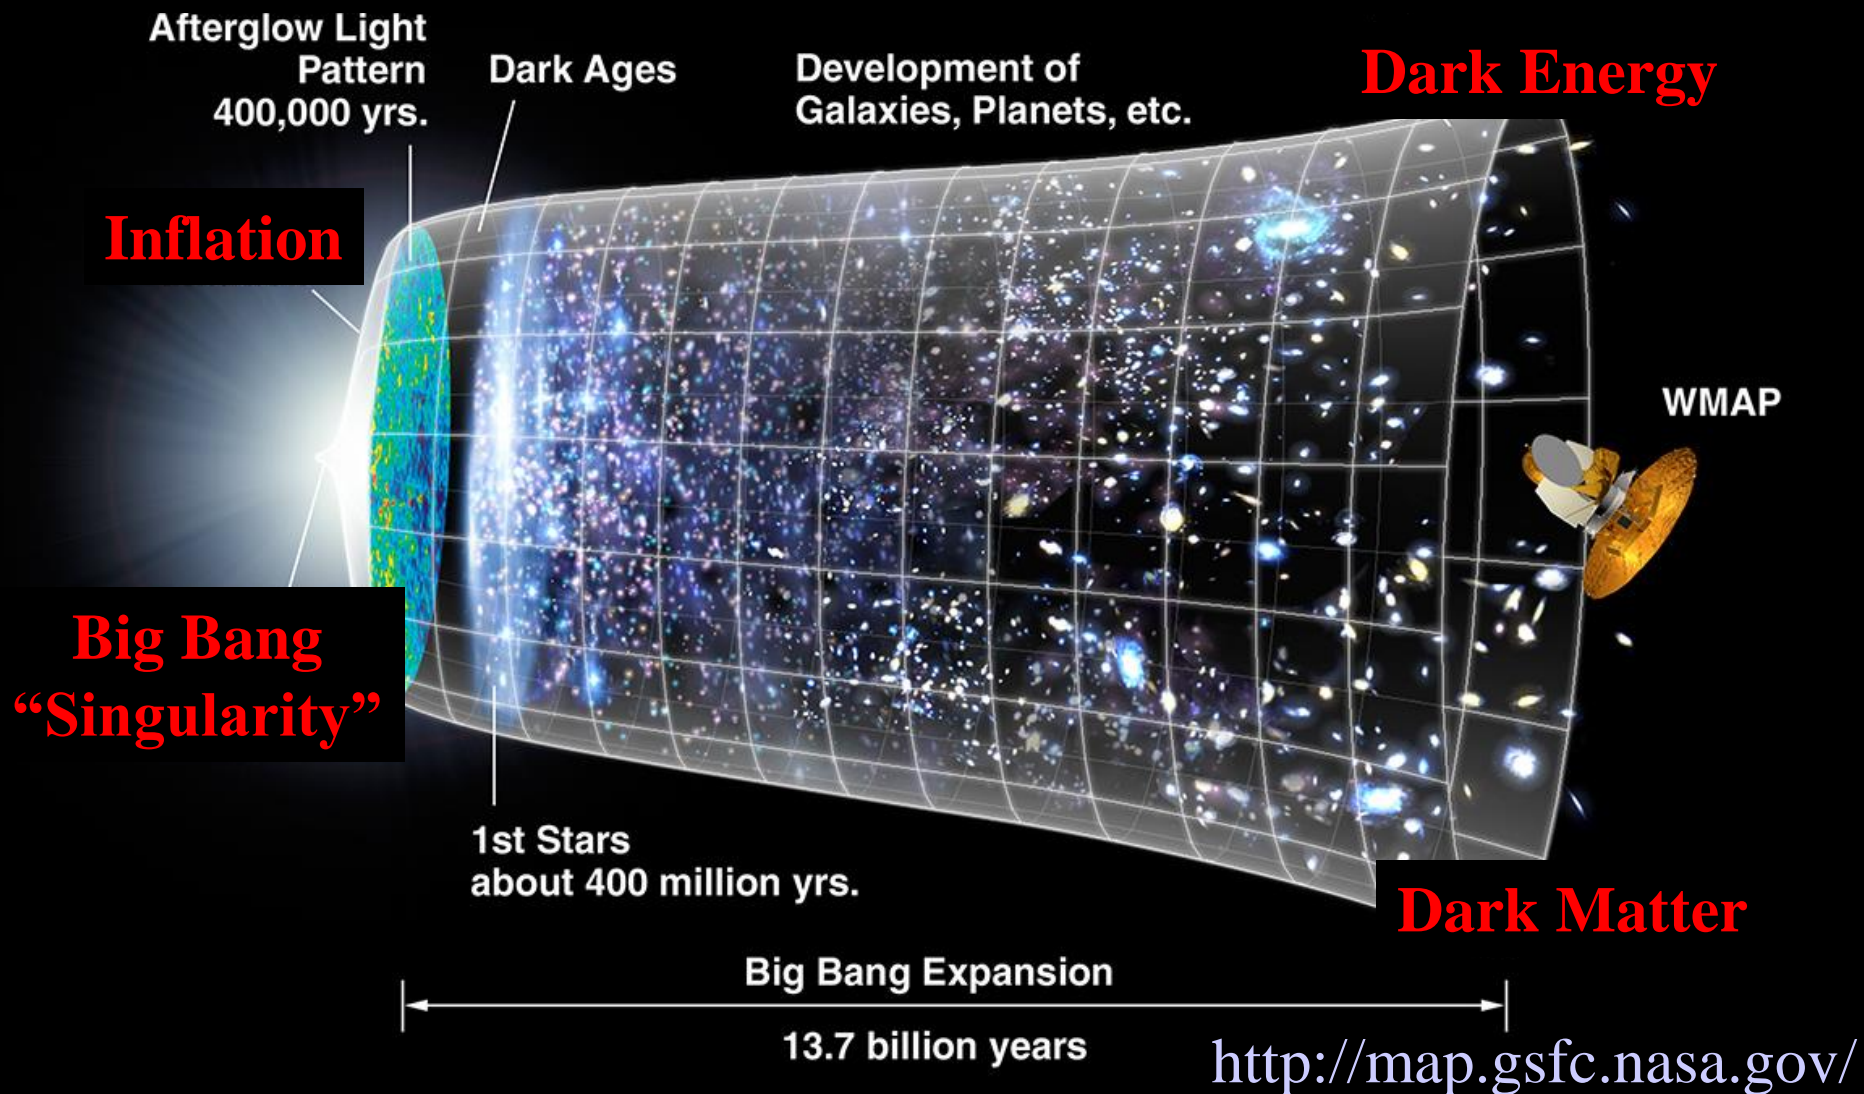 Afterglow Light
Pattern
400,000 yrs.
Dark Ages
Development of
Galaxies, Planets, etc.
Dark Energy
Inflation
WMAP
Big Bang
“Singularity”
1st Stars
about 400 million yrs.
Dark Matter
Big Bang Expansion
13.7 billion years
http://map.gsfc.nasa.gov/